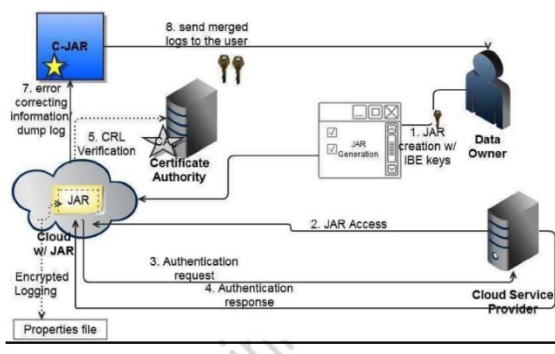 C-JAR
8. send merged
logs to the user
7. error
correcting
information/
dump log
5. CRL
Verification
Certificate
Authority
JAR
Generation
1. JAR
creation w/
IBE keys
Data
Owner
JAR
Cloud
w/ JAR
2. JAR Access
3. Authentication
request
4. Authentication
response
Cloud Service
Provider
Encrypted
Logging
Properties file